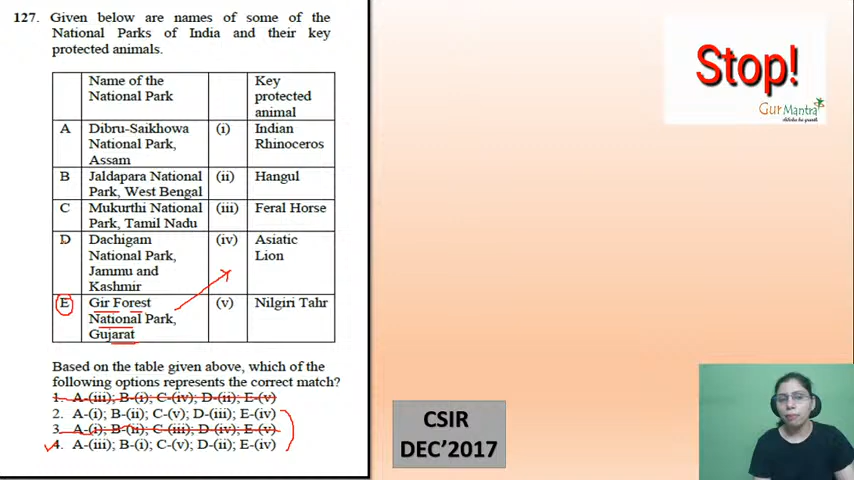 127. Given below are names of some of the
National Parks of India and their key
protected animals.
Name of the National Park | Key protected animal
A Dibru-Saikhowa National Park, Assam (i) Indian Rhinoceros
B Jaldapara National Park, West Bengal (ii) Hangul
C Mukurthi National Park, Tamil Nadu (iii) Feral Horse
D Dachigam National Park, Jammu and Kashmir (iv) Asiatic Lion
E Gir Forest National Park, Gujarat (v) Nilgiri Tahr
Based on the table given above, which of the
following options represents the correct match?
1. A-(iii); B-(i); C-(iv); D-(ii); E-(v)
2. A-(i); B-(ii); C-(v); D-(iii); E-(iv)
3. A-(i); B-(ii); C-(iii); D-(iv); E-(v)
4. A-(iii); B-(i); C-(v); D-(ii); E-(iv)
Stop!
GurMantra
CSIR
DEC'2017